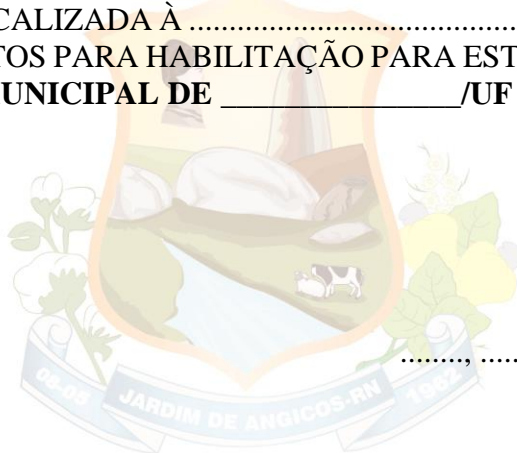 CALIZADA À ............................................
TOS PARA HABILITAÇÃO PARA EST
UNICIPAL DE _______________/UF
........, .....
08-05 JARDIM DE ANGICOS-RN 1962